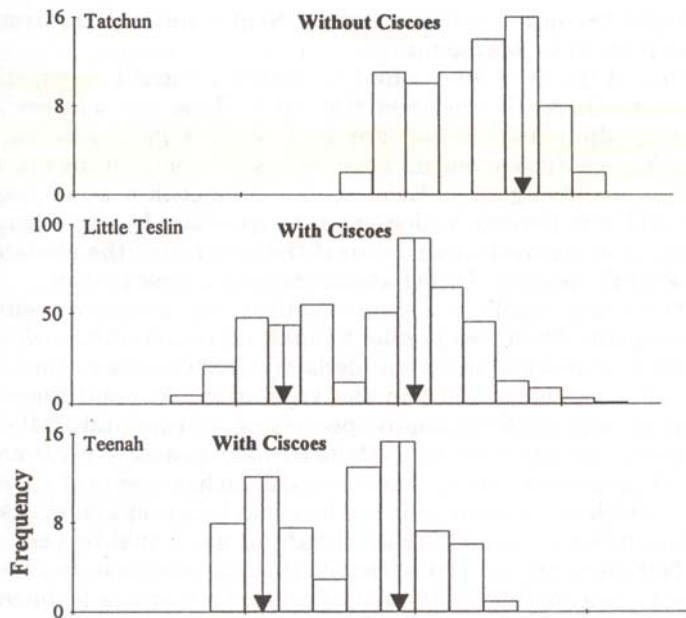 Tatchun
Without Ciscoes
16
8
0
Little Teslin
With Ciscoes
100
50
0
Teenah
With Ciscoes
16
8
0
Frequency